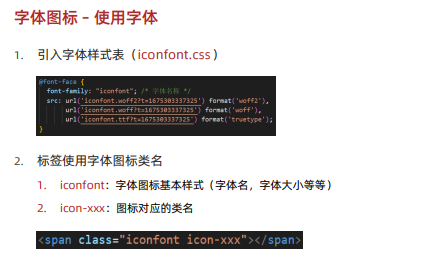 字体图标 – 使用字体
1. 引入字体样式表（iconfont.css）
@font-face {
font-family: "iconfont"; /* 字体名称 */
src: url('iconfont.woff2?t=1675303337325') format('woff2'),
url('iconfont.woff?t=1675303337325') format('woff'),
url('iconfont.ttf?t=1675303337325') format('truetype');
}
2. 标签使用字体图标类名
1. iconfont：字体图标基本样式（字体名，字体大小等等）
2. icon-xxx：图标对应的类名
<span class="iconfont icon-xxx"></span>